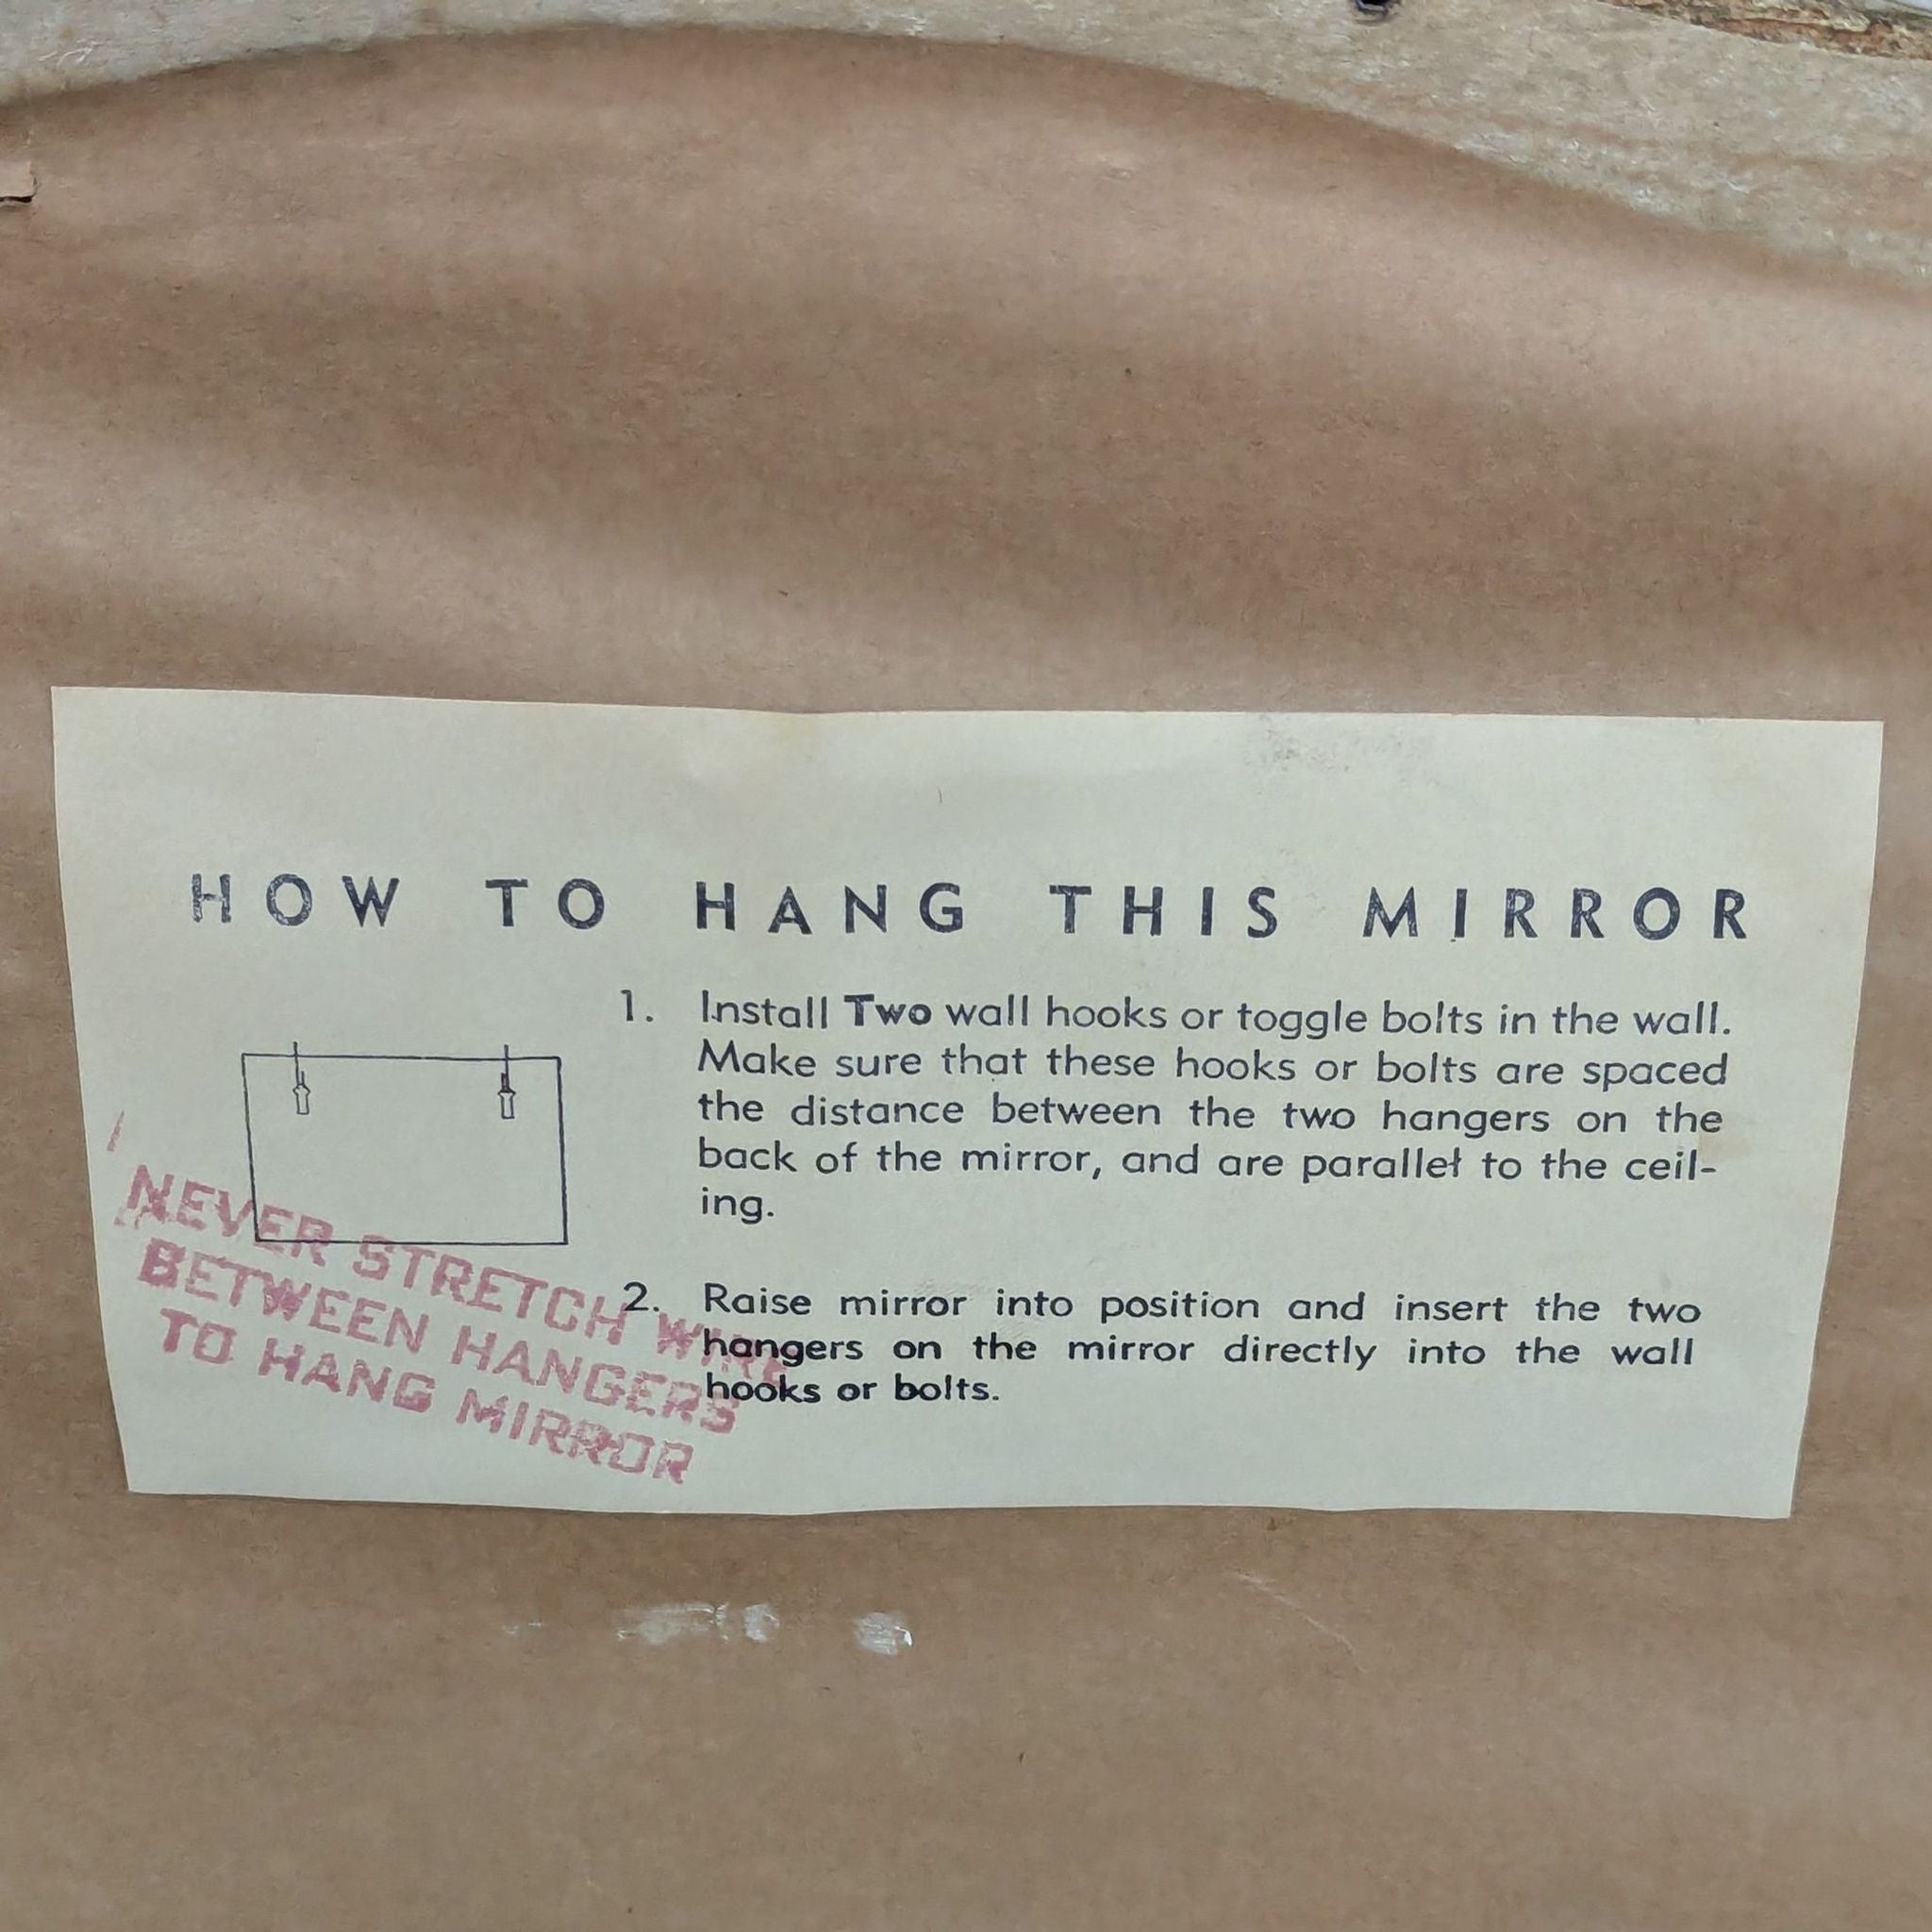 HOW TO HANG THIS MIRROR
1. Install Two wall hooks or toggle bolts in the wall.
Make sure that these hooks or bolts are spaced
the distance between the two hangers on the
back of the mirror, and are parallel to the ceil-
ing.
2. Raise mirror into position and insert the two
hangers on the mirror directly into the wall
hooks or bolts.
NEVER STRETCH WIRE
BETWEEN HANGERS
TO HANG MIRROR